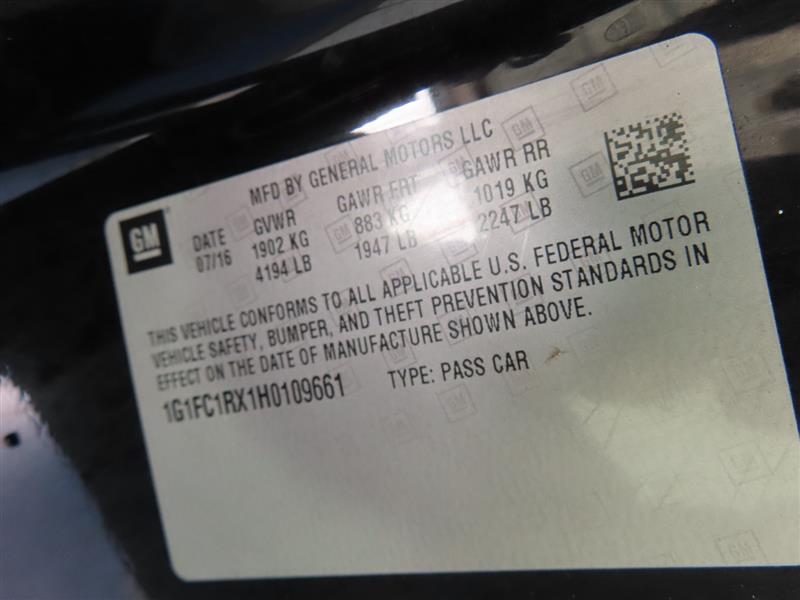 GM
MFD BY GENERAL MOTORS LLC
DATE GVWR GAWR FRT GAWR RR
07/16 1902 KG 883 KG 1019 KG
4194 LB 1947 LB 2247 LB
THIS VEHICLE CONFORMS TO ALL APPLICABLE U.S. FEDERAL MOTOR
VEHICLE SAFETY, BUMPER, AND THEFT PREVENTION STANDARDS IN
EFFECT ON THE DATE OF MANUFACTURE SHOWN ABOVE.
1G1FC1RX1H0109661 TYPE: PASS CAR